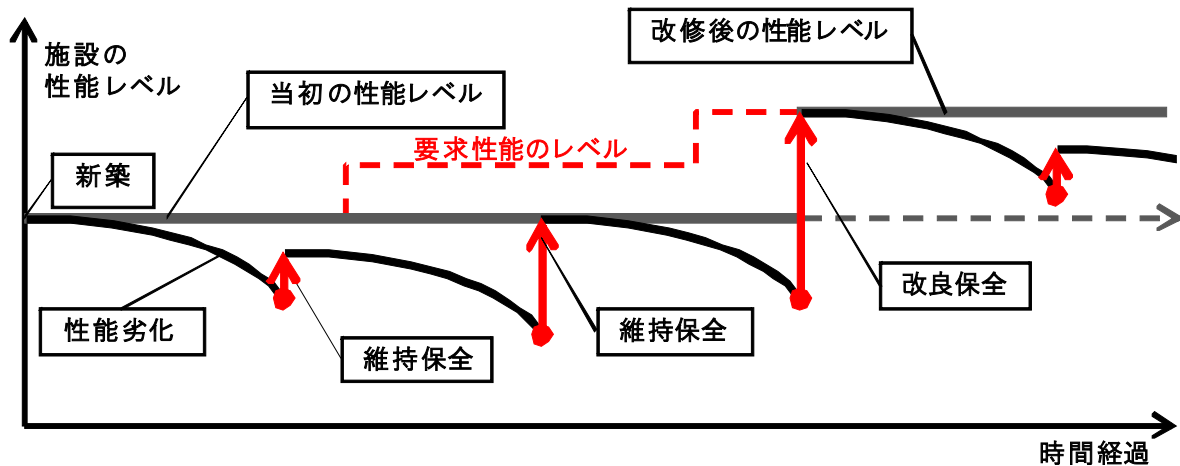 施設の
性能レベル
当初の性能レベル
改修後の性能レベル
要求性能のレベル
新築
性能劣化
維持保全
維持保全
改良保全
時間経過